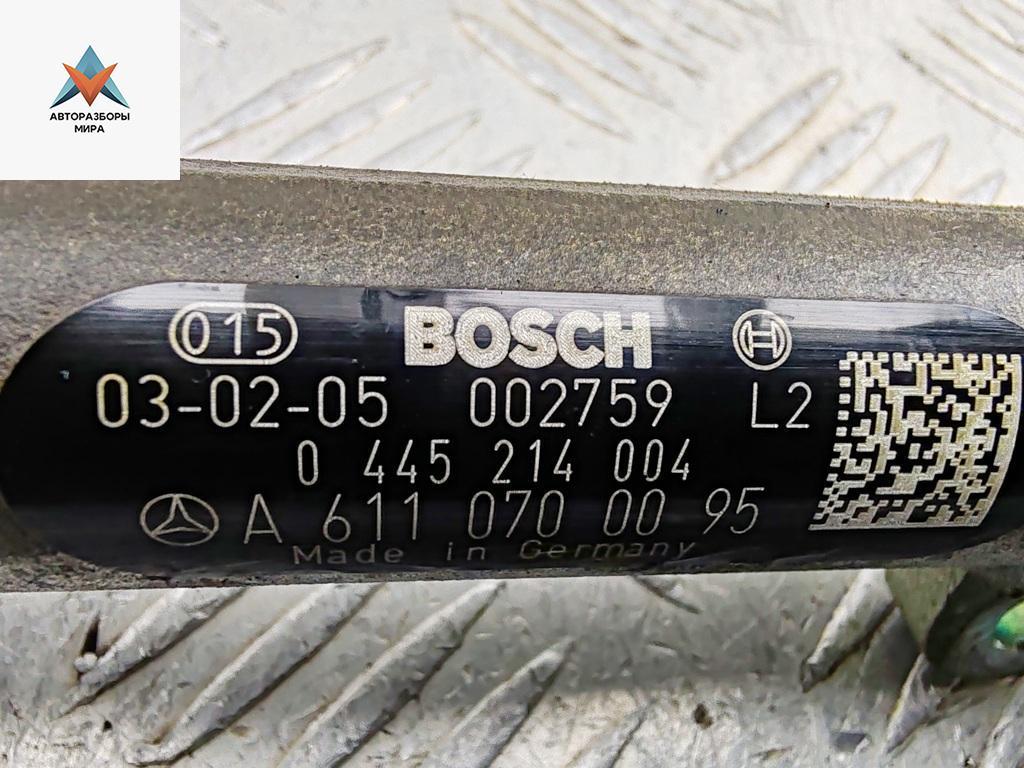 АВТОРАЗБОРЫ
МИРА
015 BOSCH
03-02-05 002759 L2
0 445 214 004
A 611 070 00 95
Made in Germany